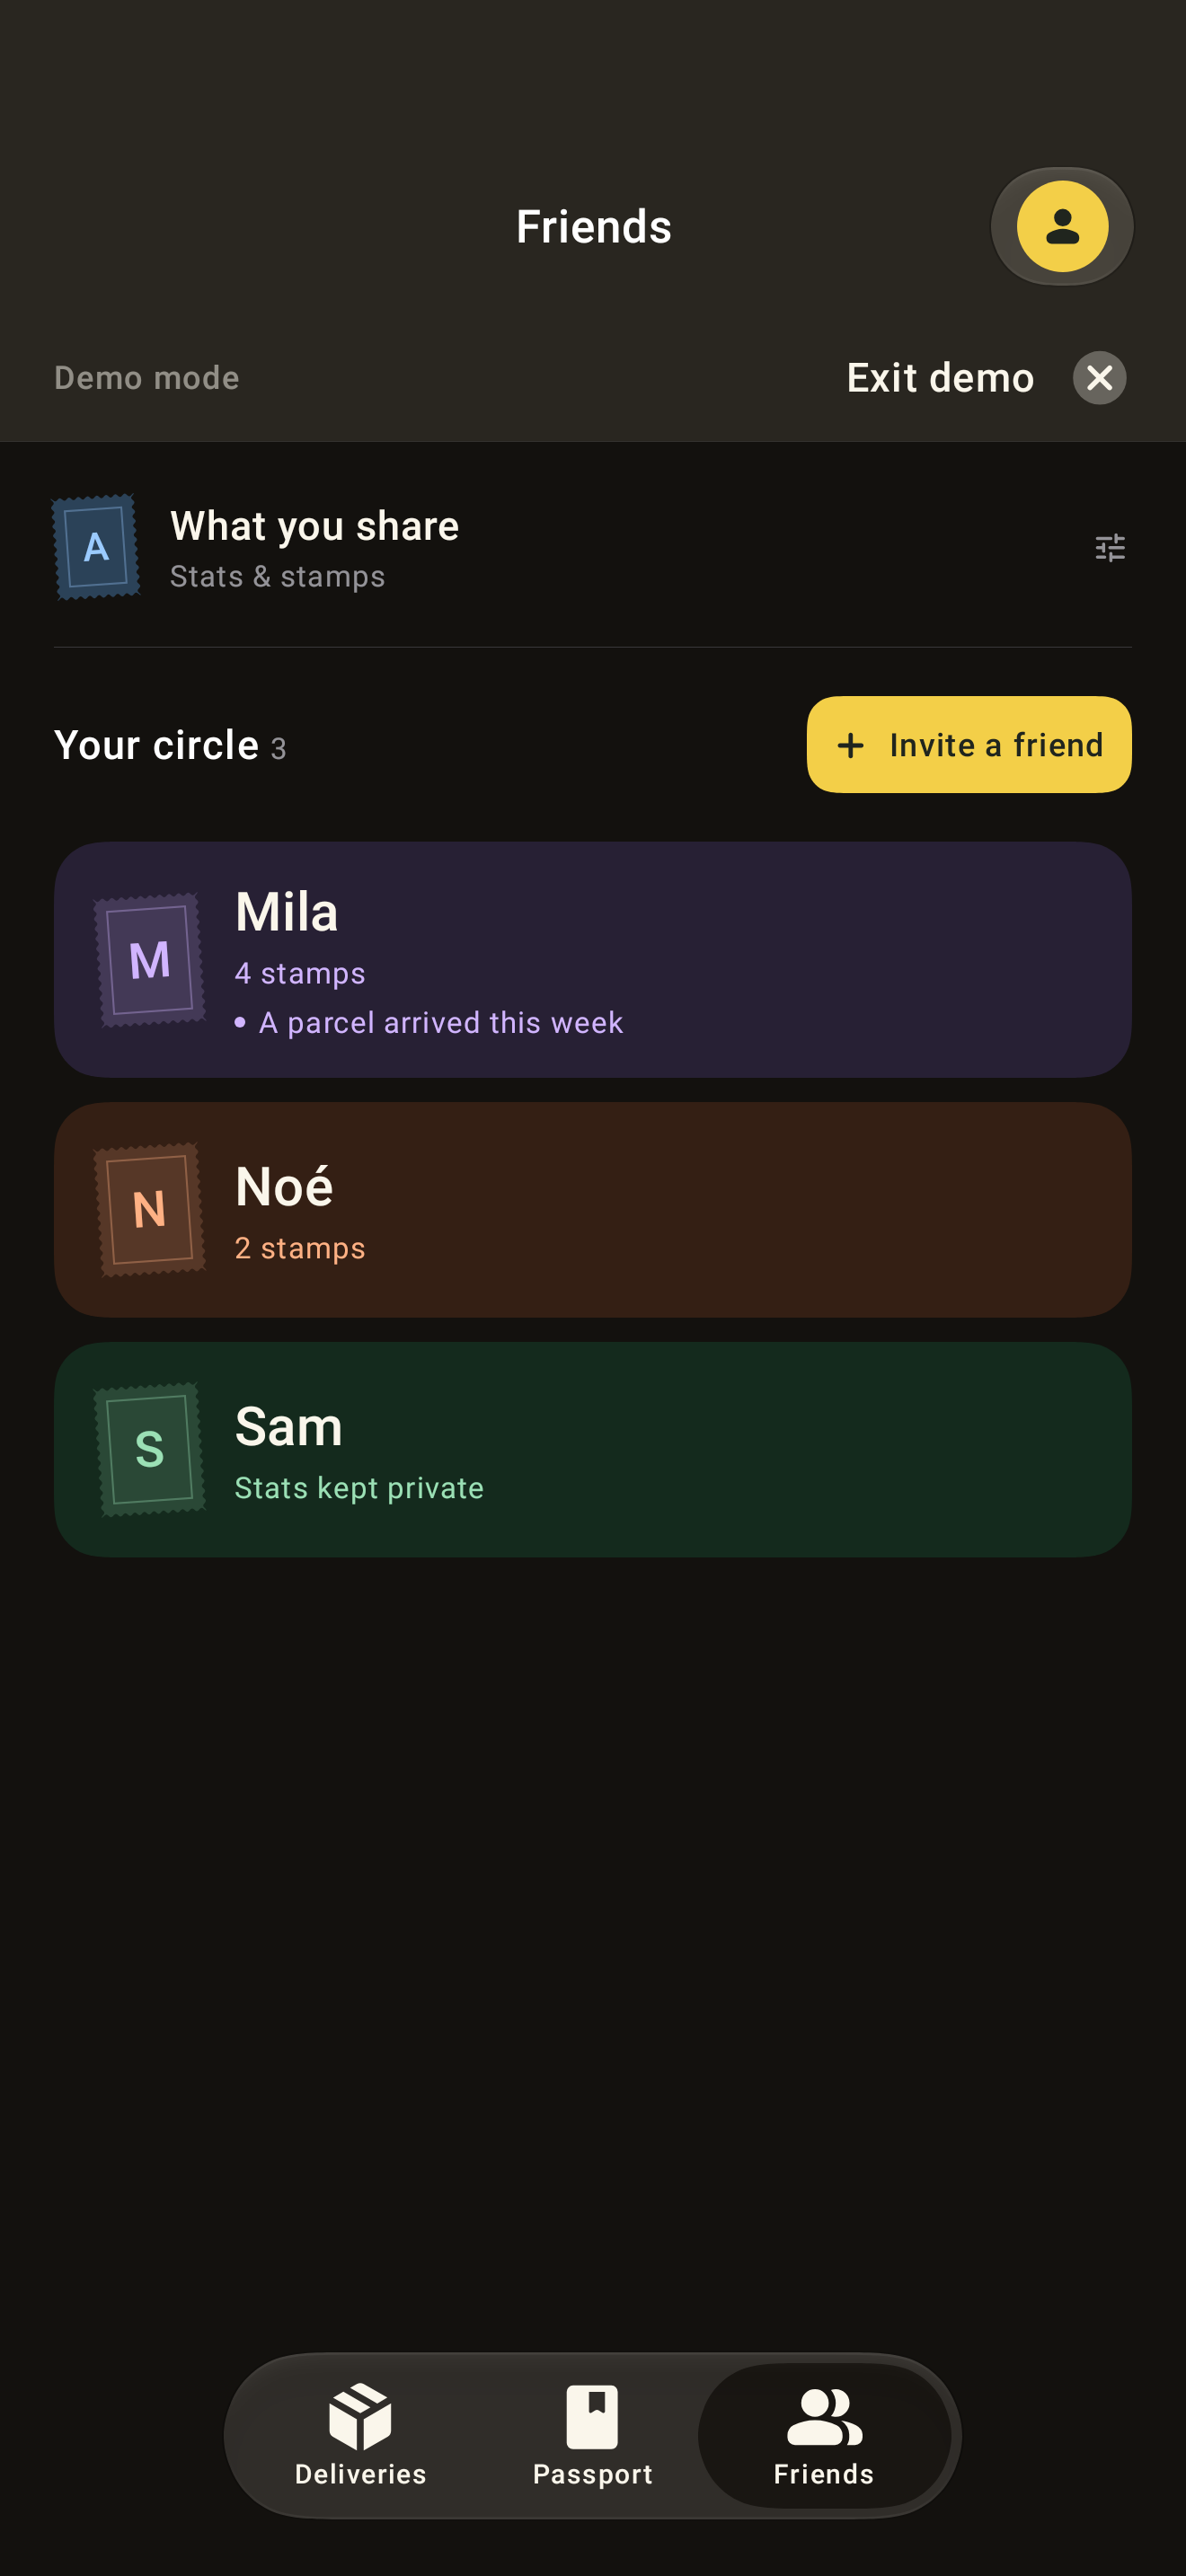 Friends
Demo mode
Exit demo
A
What you share
Stats & stamps
Your circle 3
Invite a friend
M
Mila
4 stamps
• A parcel arrived this week
N
Noé
2 stamps
S
Sam
Stats kept private
Deliveries
Passport
Friends